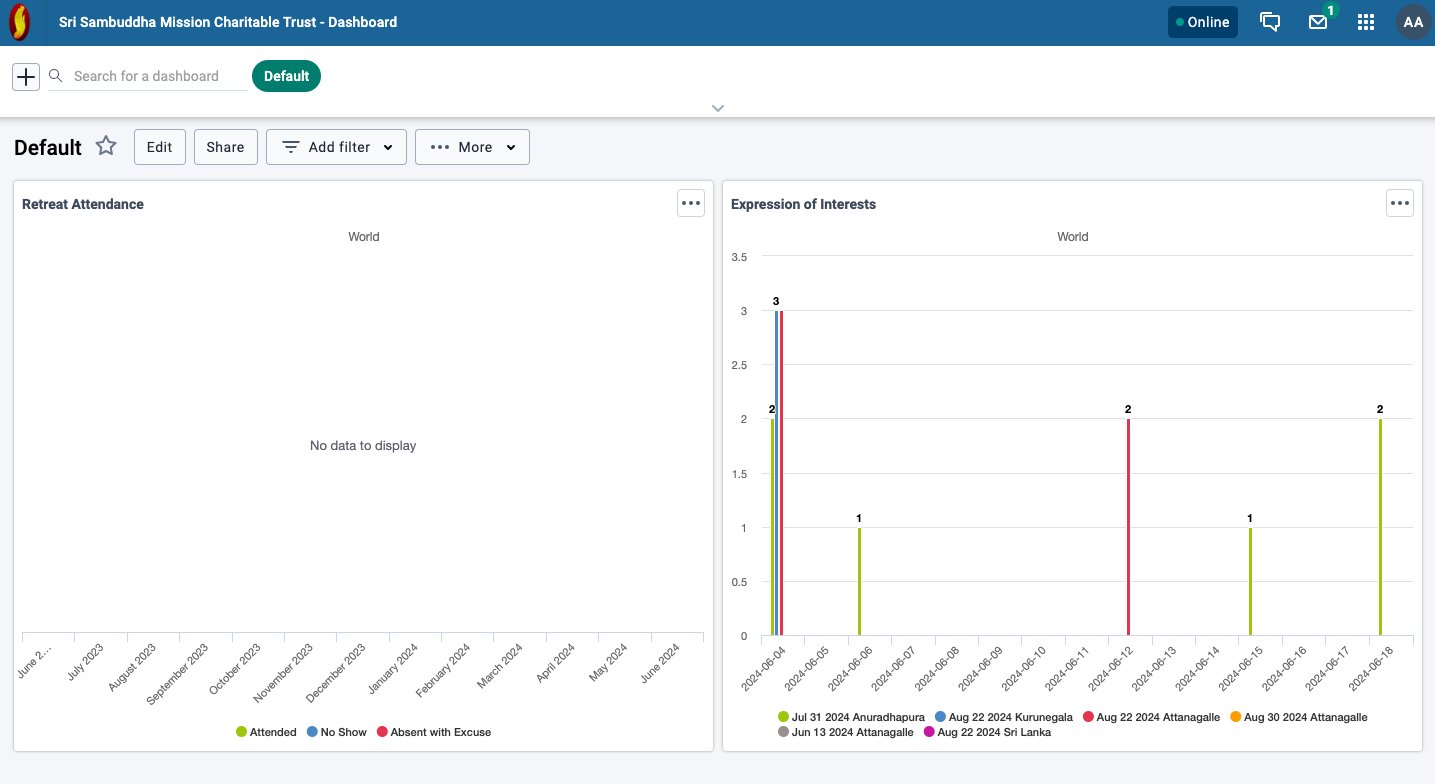 Sri Sambuddha Mission Charitable Trust - Dashboard
Online
1
AA
Search for a dashboard
Default
Default
Edit
Share
Add filter
More
Retreat Attendance
World
No data to display
June 2...
July 2023
August 2023
September 2023
October 2023
November 2023
December 2023
January 2024
February 2024
March 2024
April 2024
May 2024
June 2024
Attended No Show Absent with Excuse
Expression of Interests
World
3.5
3
2.5
2
1.5
1
0.5
0
2
3
1
2
1
2
2024-06-04
2024-06-05
2024-06-06
2024-06-07
2024-06-08
2024-06-09
2024-06-10
2024-06-11
2024-06-12
2024-06-13
2024-06-14
2024-06-15
2024-06-16
2024-06-17
2024-06-18
Jul 31 2024 Anuradhapura Aug 22 2024 Kurunegala Aug 22 2024 Attanagalle Aug 30 2024 Attanagalle
Jun 13 2024 Attanagalle Aug 22 2024 Sri Lanka